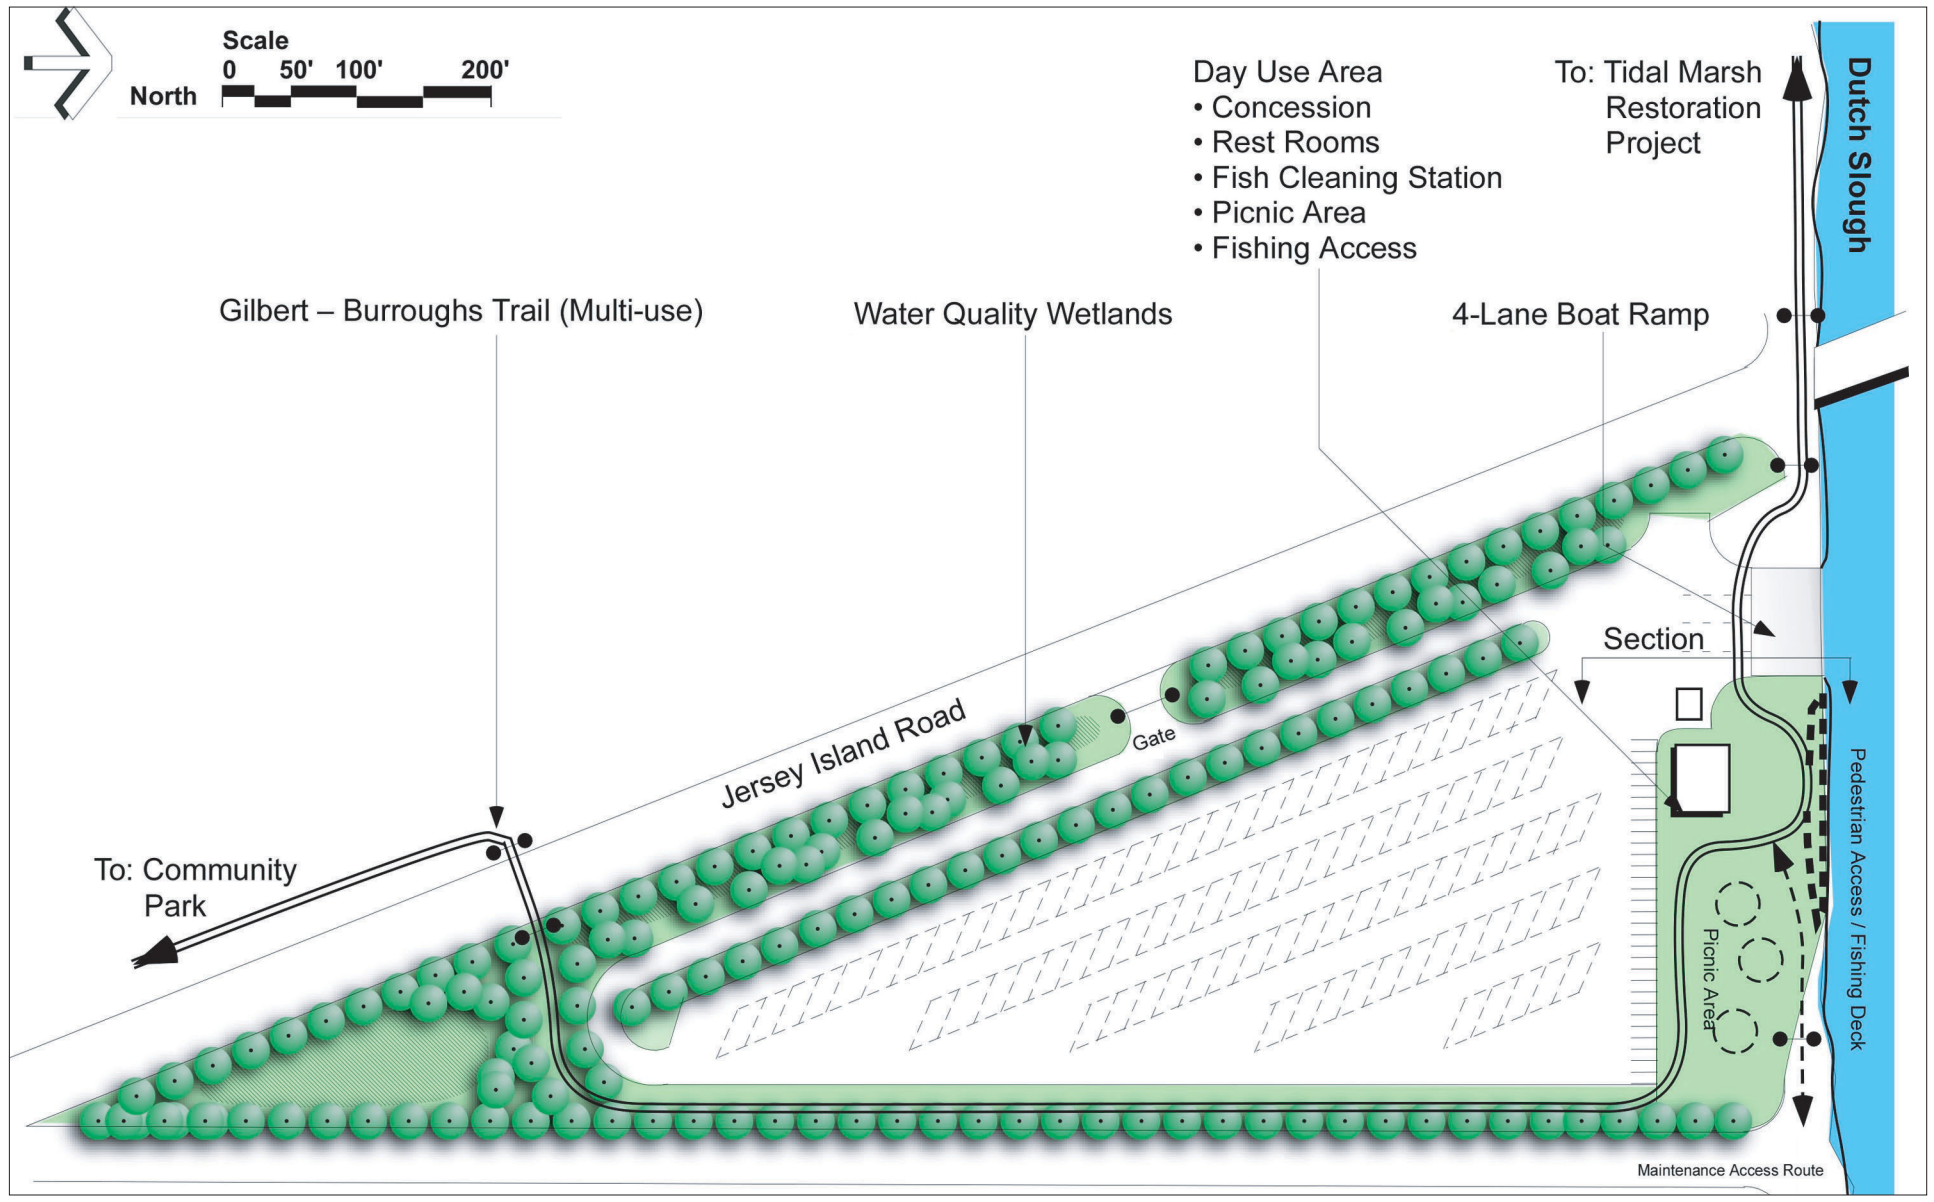 Scale
0 50' 100' 200'
North
Day Use Area
• Concession
• Rest Rooms
• Fish Cleaning Station
• Picnic Area
• Fishing Access
To: Tidal Marsh
Restoration
Project
Dutch Slough
Gilbert – Burroughs Trail (Multi-use)
Water Quality Wetlands
4-Lane Boat Ramp
Section
Jersey Island Road
Gate
To: Community
Park
Picnic Area
Pedestrian Access / Fishing Deck
Maintenance Access Route